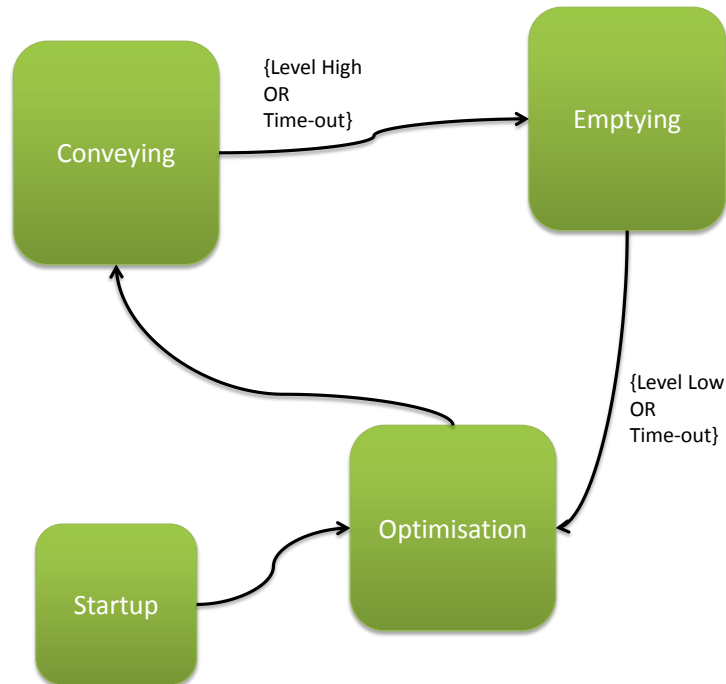 {Level High
OR
Time-out}
Emptying
Conveying
{Level Low
OR
Time-out}
Optimisation
Startup